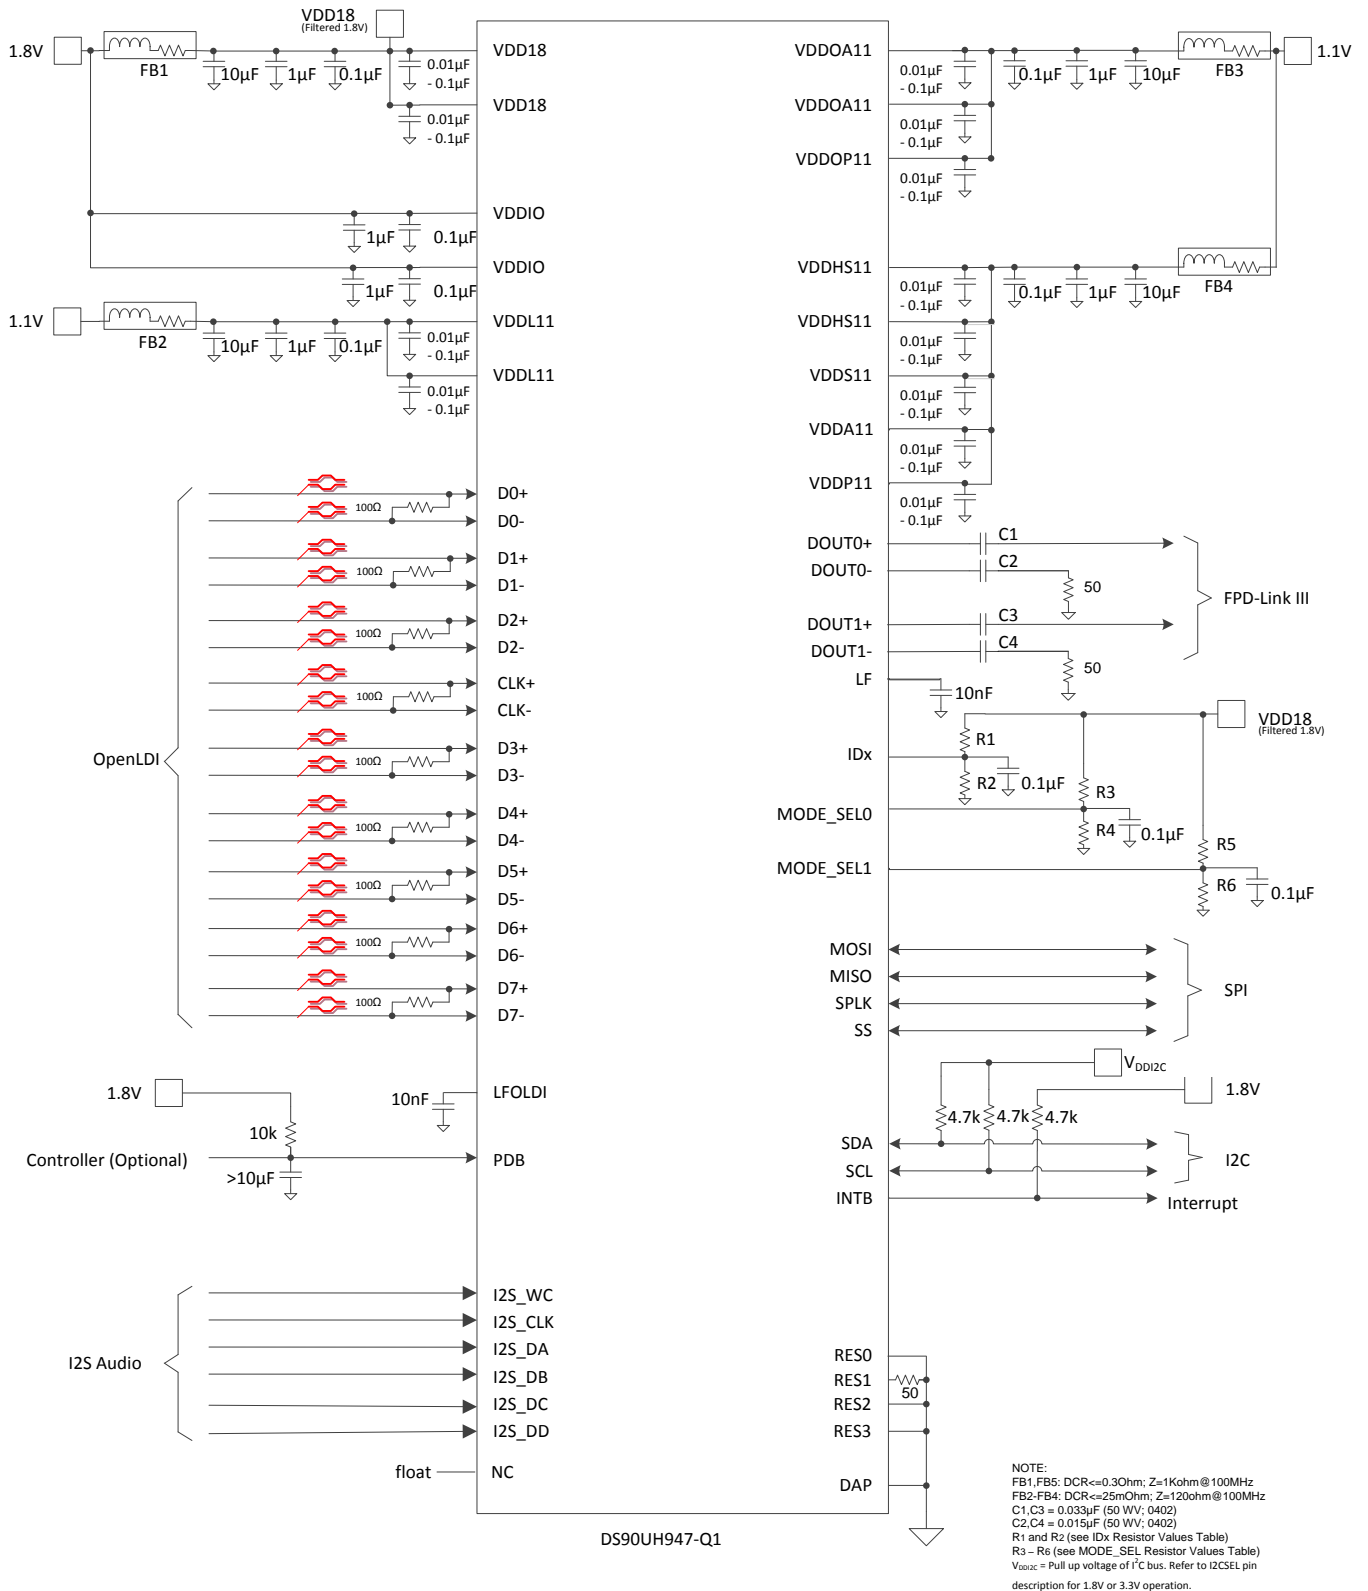 VDD18
(Filtered 1.8V)
1.8V
FB1
10µF
1µF
0.1µF
0.01µF
- 0.1µF
VDD18
0.01µF
- 0.1µF
VDD18
1µF
0.1µF
VDDIO
1µF
0.1µF
VDDIO
1.1V
FB2
10µF
1µF
0.1µF
0.01µF
- 0.1µF
VDDL11
0.01µF
- 0.1µF
VDDL11
OpenLDI
100Ω
D0+
D0-
100Ω
D1+
D1-
100Ω
D2+
D2-
100Ω
CLK+
CLK-
100Ω
D3+
D3-
100Ω
D4+
D4-
100Ω
D5+
D5-
100Ω
D6+
D6-
100Ω
D7+
D7-
10nF
LFOLDI
1.8V
10k
Controller (Optional)
>10µF
PDB
I2S Audio
I2S_WC
I2S_CLK
I2S_DA
I2S_DB
I2S_DC
I2S_DD
float
NC
VDDOA11
0.01µF
- 0.1µF
0.1µF
1µF
10µF
FB3
1.1V
VDDOA11
0.01µF
- 0.1µF
VDDOP11
0.01µF
- 0.1µF
VDDHS11
0.01µF
- 0.1µF
0.1µF
1µF
10µF
FB4
VDDHS11
0.01µF
- 0.1µF
VDDS11
0.01µF
- 0.1µF
VDDA11
0.01µF
- 0.1µF
VDDP11
0.01µF
- 0.1µF
DOUT0+
C1
DOUT0-
C2
50
FPD-Link III
DOUT1+
C3
DOUT1-
C4
50
LF
10nF
VDD18
(Filtered 1.8V)
IDx
R1
R2
0.1µF
MODE_SEL0
R3
R4
0.1µF
MODE_SEL1
R5
R6
0.1µF
MOSI
MISO
SPLK
SS
SPI
VDDI2C
1.8V
4.7k
4.7k
4.7k
SDA
SCL
I2C
INTB
Interrupt
RES0
RES1
50
RES2
RES3
DAP
DS90UH947-Q1
NOTE:
FB1,FB5: DCR<=0.3Ohm; Z=1Kohm@100MHz
FB2-FB4: DCR<=25mOhm; Z=120ohm@100MHz
C1,C3 = 0.033µF (50 WV; 0402)
C2,C4 = 0.015µF (50 WV; 0402)
R1 and R2 (see IDx Resistor Values Table)
R3 – R6 (see MODE_SEL Resistor Values Table)
VDDI2C = Pull up voltage of I2C bus. Refer to I2CSEL pin
description for 1.8V or 3.3V operation.